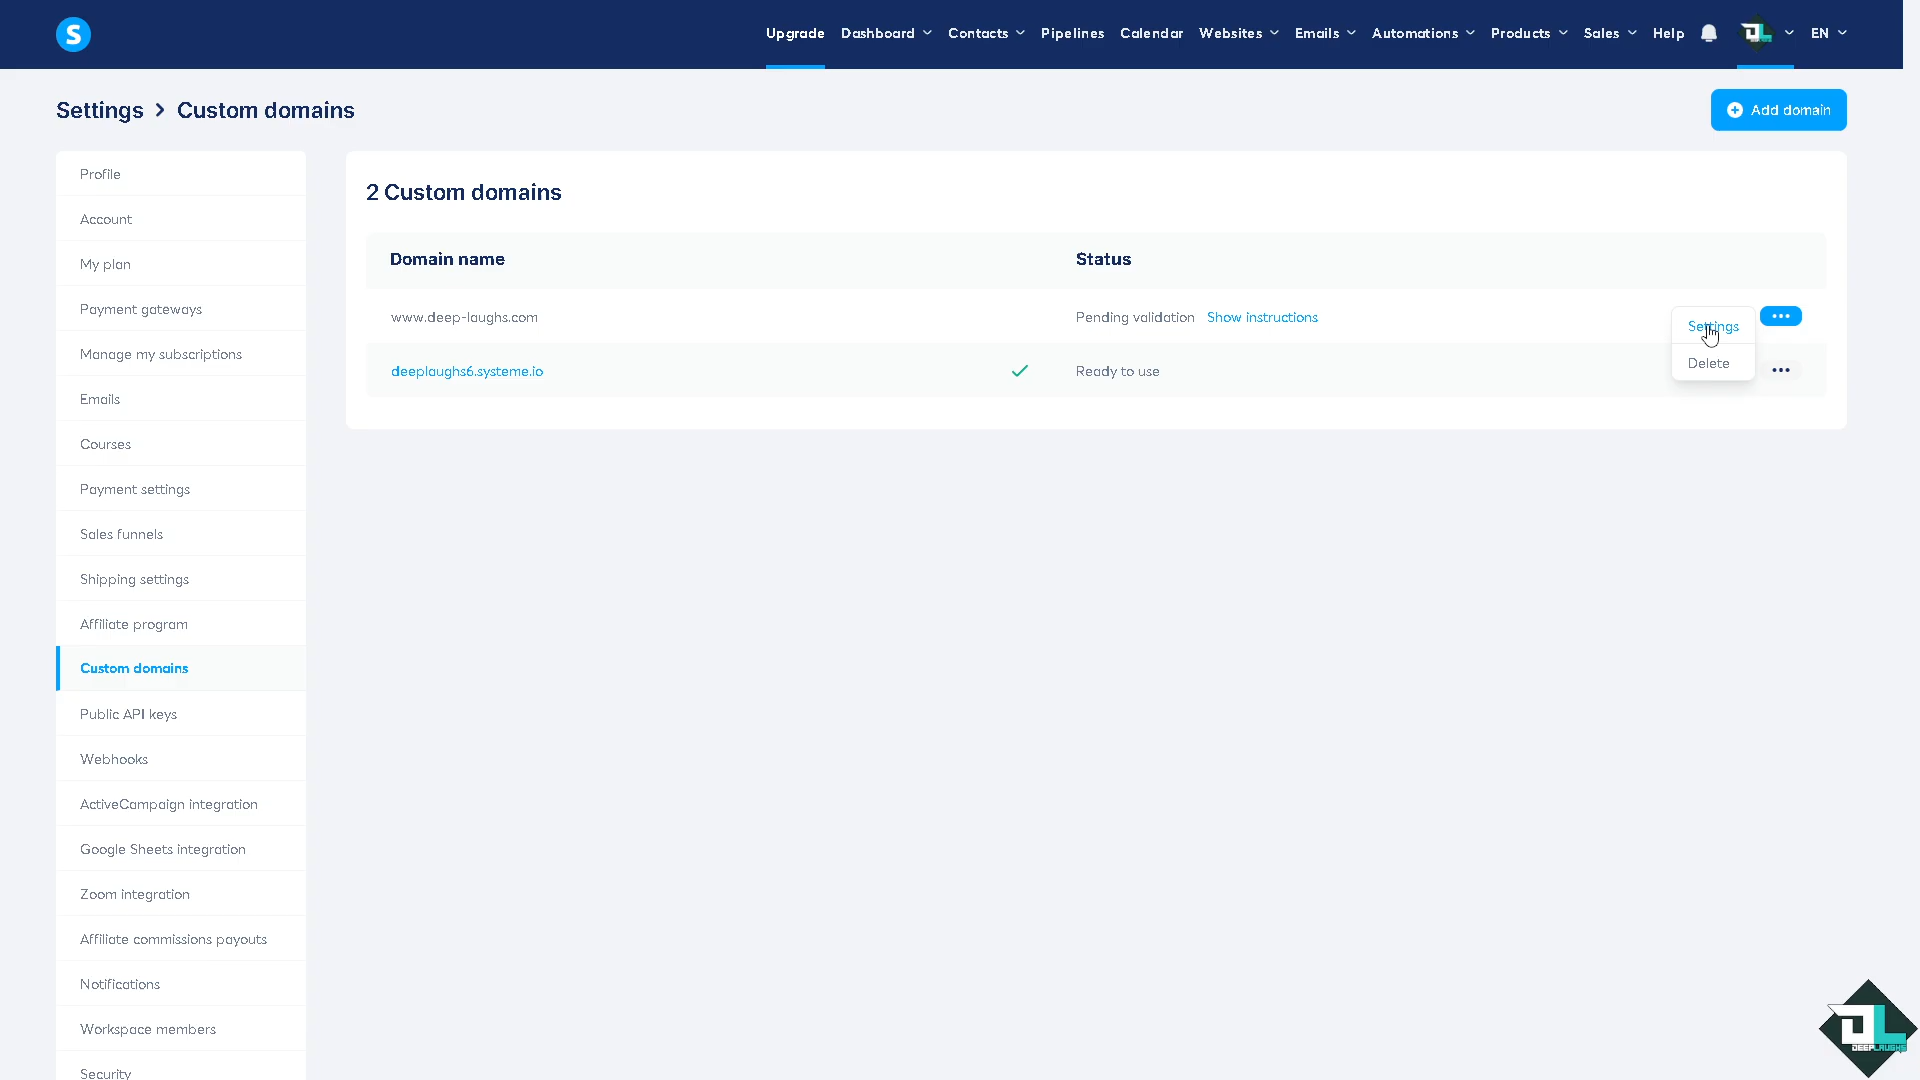 S
Upgrade Dashboard Contacts Pipelines Calendar Websites Emails Automations Products Sales Help JL EN
Settings > Custom domains
Add domain
Profile
Account
My plan
Payment gateways
Manage my subscriptions
Emails
Courses
Payment settings
Sales funnels
Shipping settings
Affiliate program
Custom domains
Public API keys
Webhooks
ActiveCampaign integration
Google Sheets integration
Zoom integration
Affiliate commissions payouts
Notifications
Workspace members
Security
2 Custom domains
Domain name Status
www.deep-laughs.com Pending validation Show instructions
deeplaughs6.systeme.io Ready to use
Settings
Delete
JL
DEEPLAUGHS